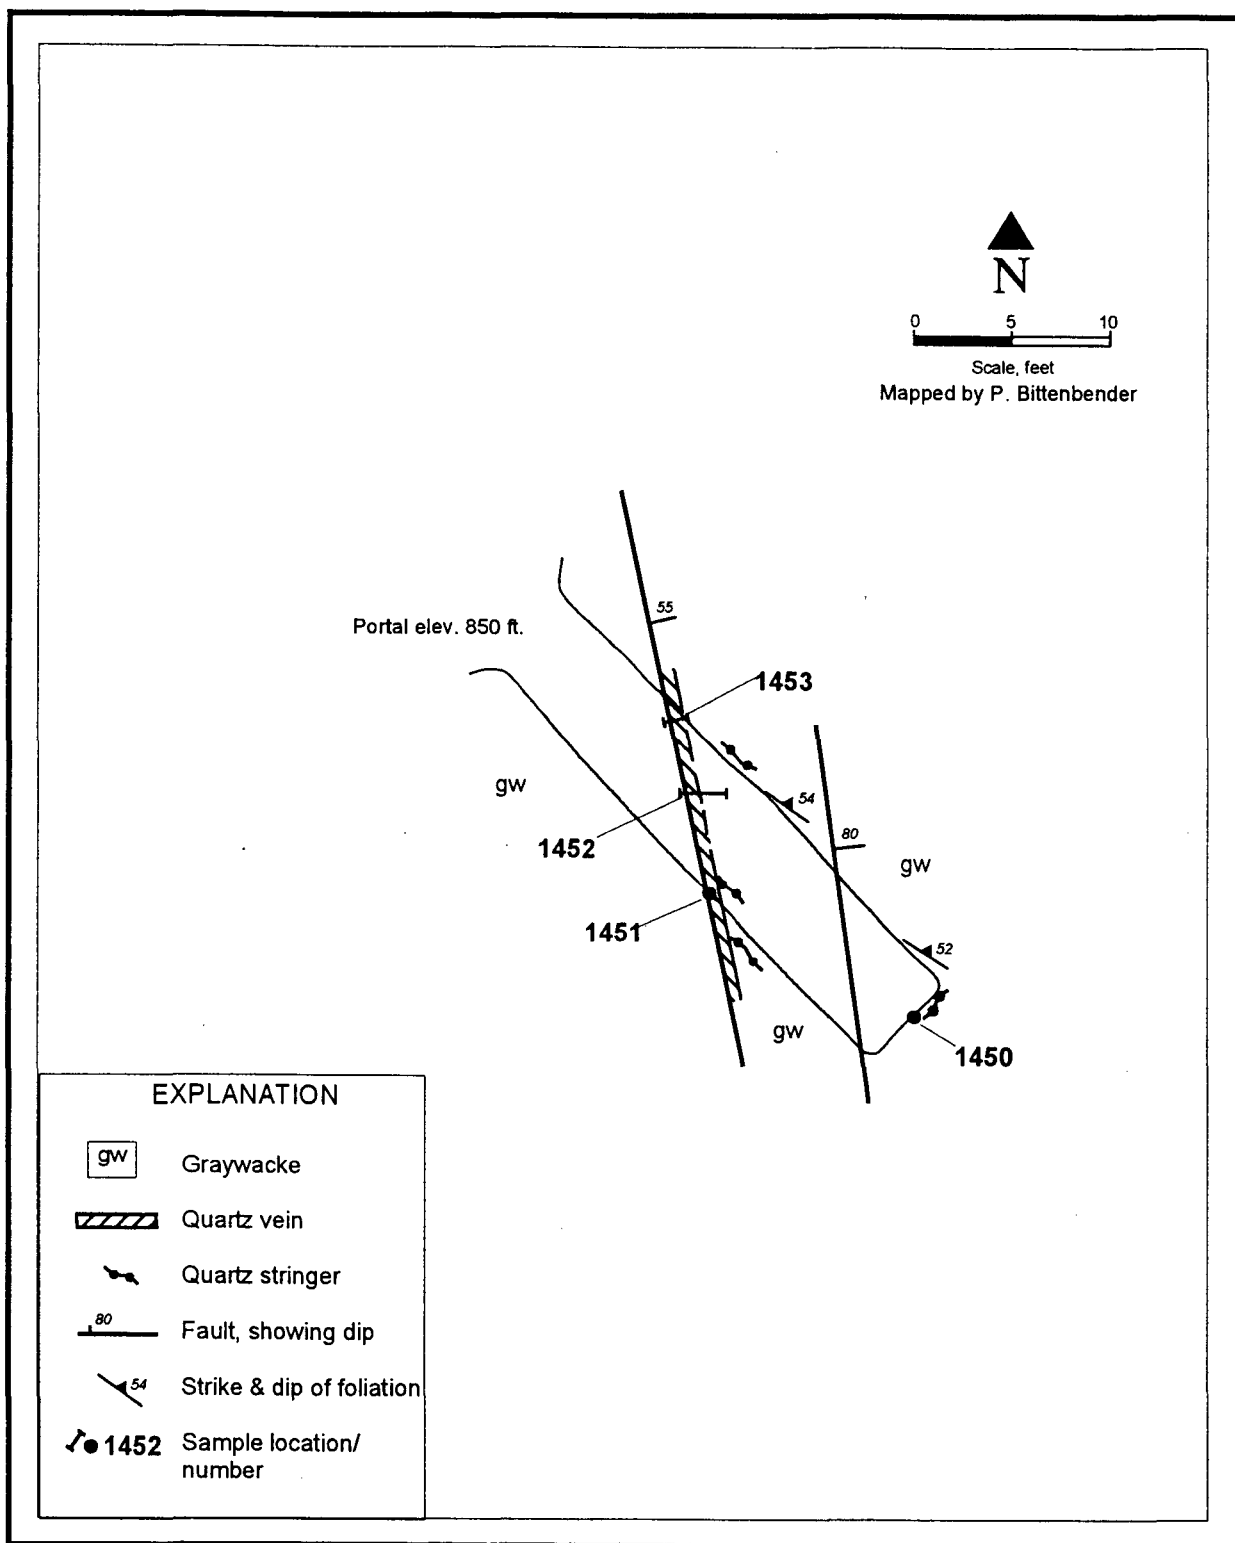 N
0 5 10
Scale, feet
Mapped by P. Bittenbender
55
Portal elev. 850 ft.
1453
gw
54
1452
80
gw
1451
52
gw
1450
EXPLANATION
gw Graywacke
Quartz vein
Quartz stringer
80 Fault, showing dip
54 Strike & dip of foliation
1452 Sample location/
number